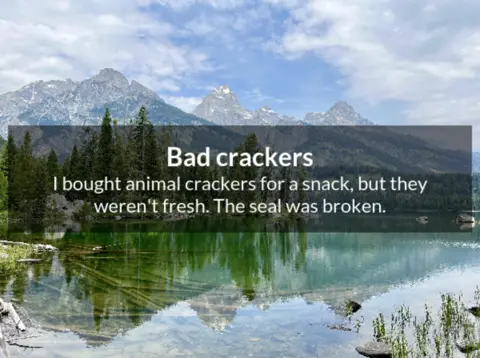 Bad crackers
I bought animal crackers for a snack, but they
weren't fresh. The seal was broken.